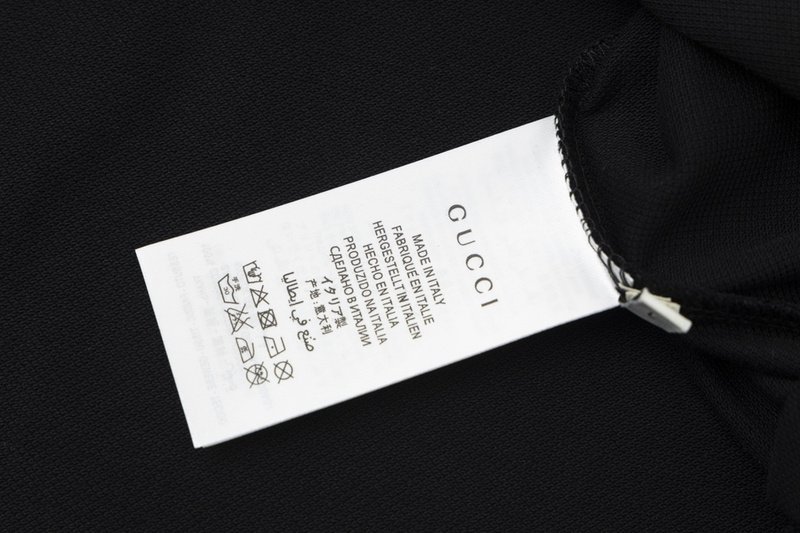 GUCCI
MADE IN ITALY
FABRIQUÉ EN ITALIE
HERGESTELLT IN ITALIEN
HECHO EN ITALIA
PRODUZIDO NA ITALIA
СДЕЛАНО В ИТАЛИИ
イタリア製
产地:意大利
صنع في إيطاليا